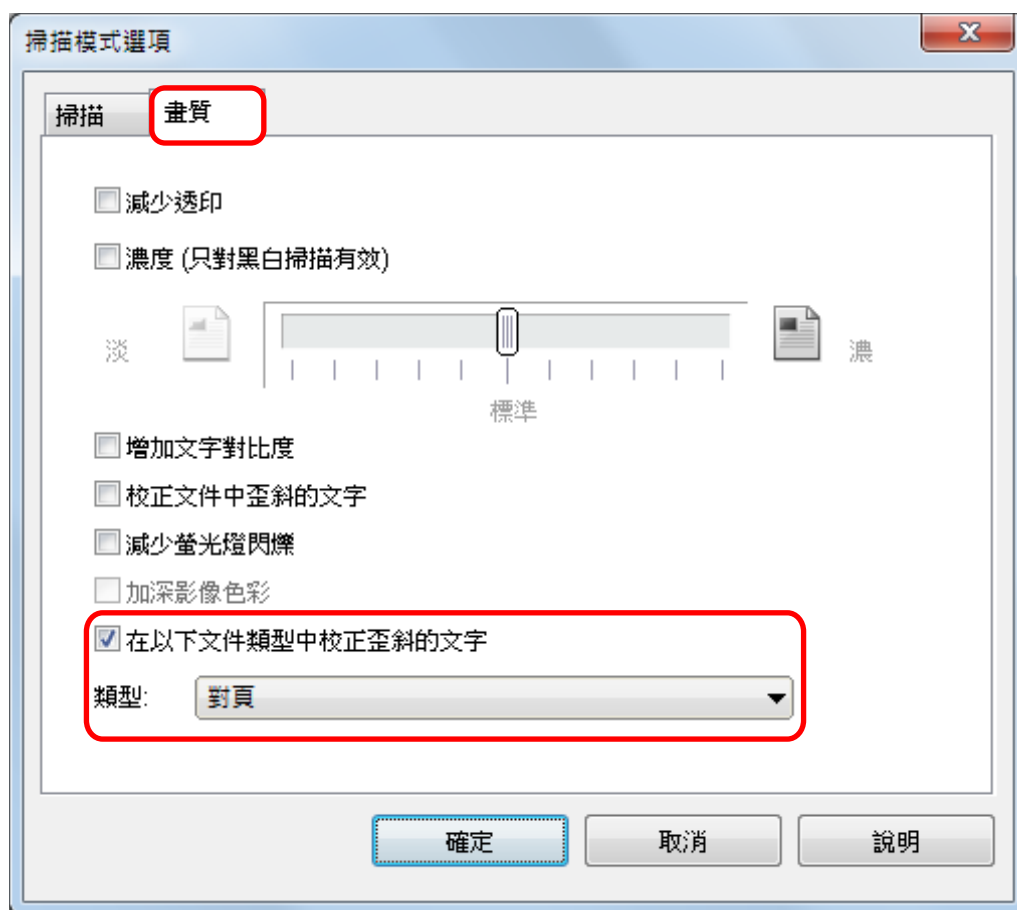 掃描模式選項
掃描 畫質
減少透印
濃度 (只對黑白掃描有效)
淡 濃
標準
增加文字對比度
校正文件中歪斜的文字
減少螢光燈閃爍
加深影像色彩
在以下文件類型中校正歪斜的文字
類型: 對頁
確定 取消 說明